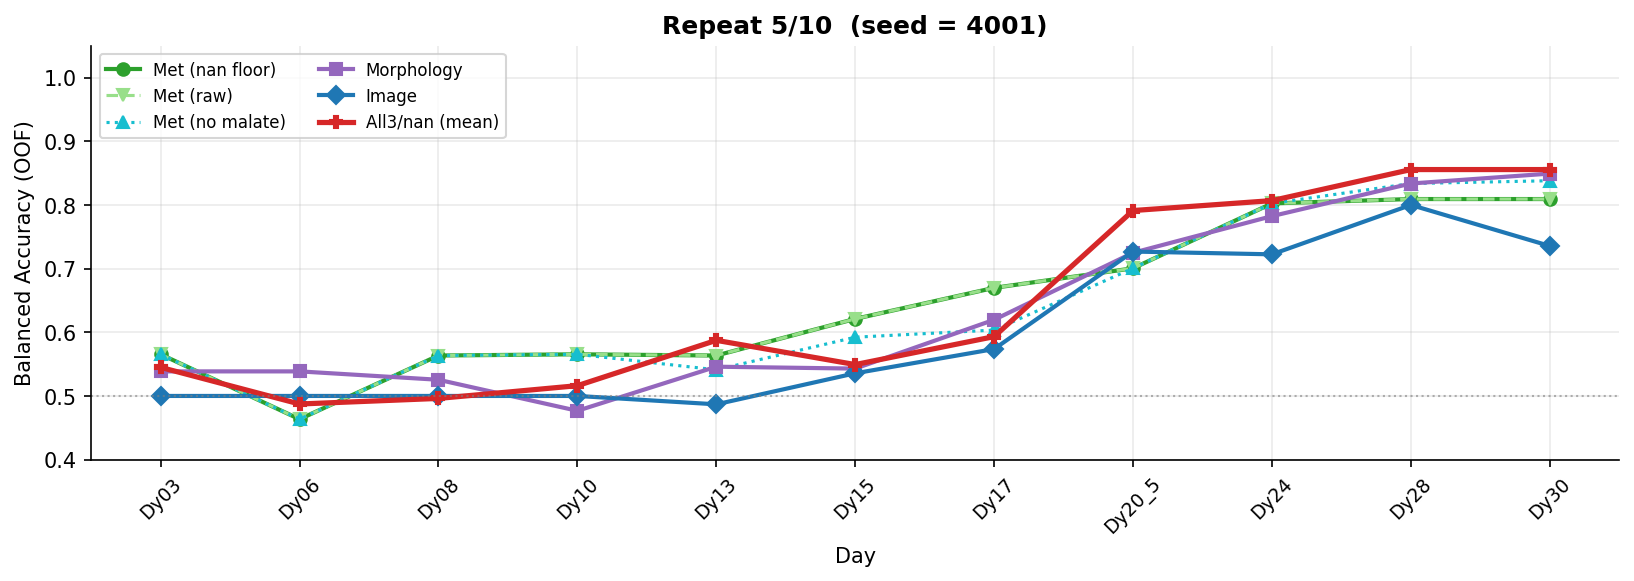 Repeat 5/10  (seed = 4001)
Met (nan floor)
Met (raw)
Met (no malate)
Morphology
Image
All3/nan (mean)
Balanced Accuracy (OOF)
1.0
0.9
0.8
0.7
0.6
0.5
0.4
Dy03
Dy06
Dy08
Dy10
Dy13
Dy15
Dy17
Dy20_5
Dy24
Dy28
Dy30
Day